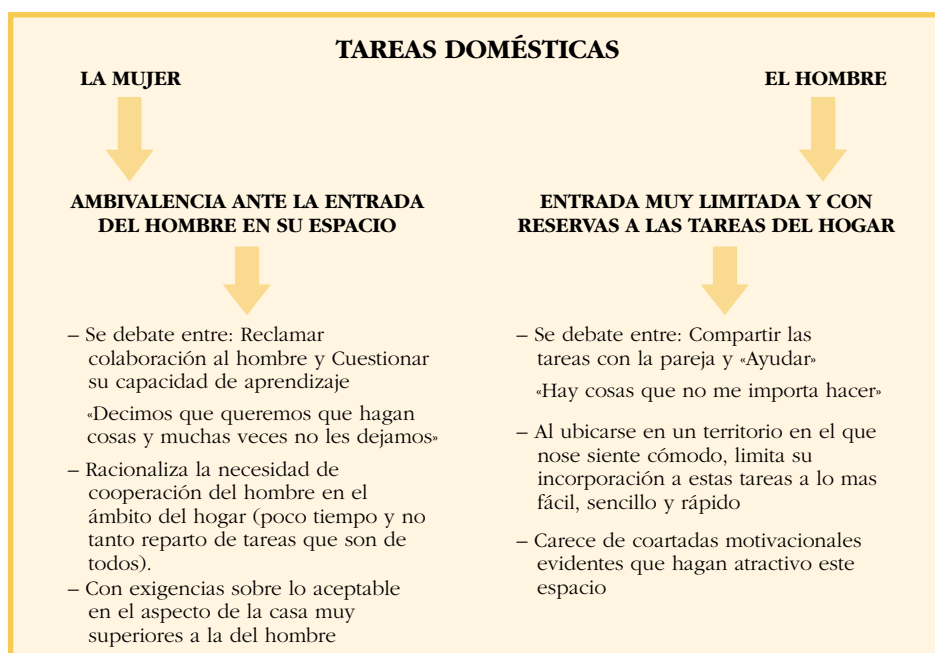 TAREAS DOMÉSTICAS
LA MUJER
EL HOMBRE
AMBIVALENCIA ANTE LA ENTRADA
DEL HOMBRE EN SU ESPACIO
– Se debate entre: Reclamar
colaboración al hombre y Cuestionar
su capacidad de aprendizaje
«Decimos que queremos que hagan
cosas y muchas veces no les dejamos»
– Racionaliza la necesidad de
cooperación del hombre en el
ámbito del hogar (poco tiempo y no
tanto reparto de tareas que son de
todos).
– Con exigencias sobre lo aceptable
en el aspecto de la casa muy
superiores a la del hombre
ENTRADA MUY LIMITADA Y CON
RESERVAS A LAS TAREAS DEL HOGAR
– Se debate entre: Compartir las
tareas con la pareja y «Ayudar»
«Hay cosas que no me importa hacer»
– Al ubicarse en un territorio en el que
nose siente cómodo, limita su
incorporación a estas tareas a lo mas
fácil, sencillo y rápido
– Carece de coartadas motivacionales
evidentes que hagan atractivo este
espacio